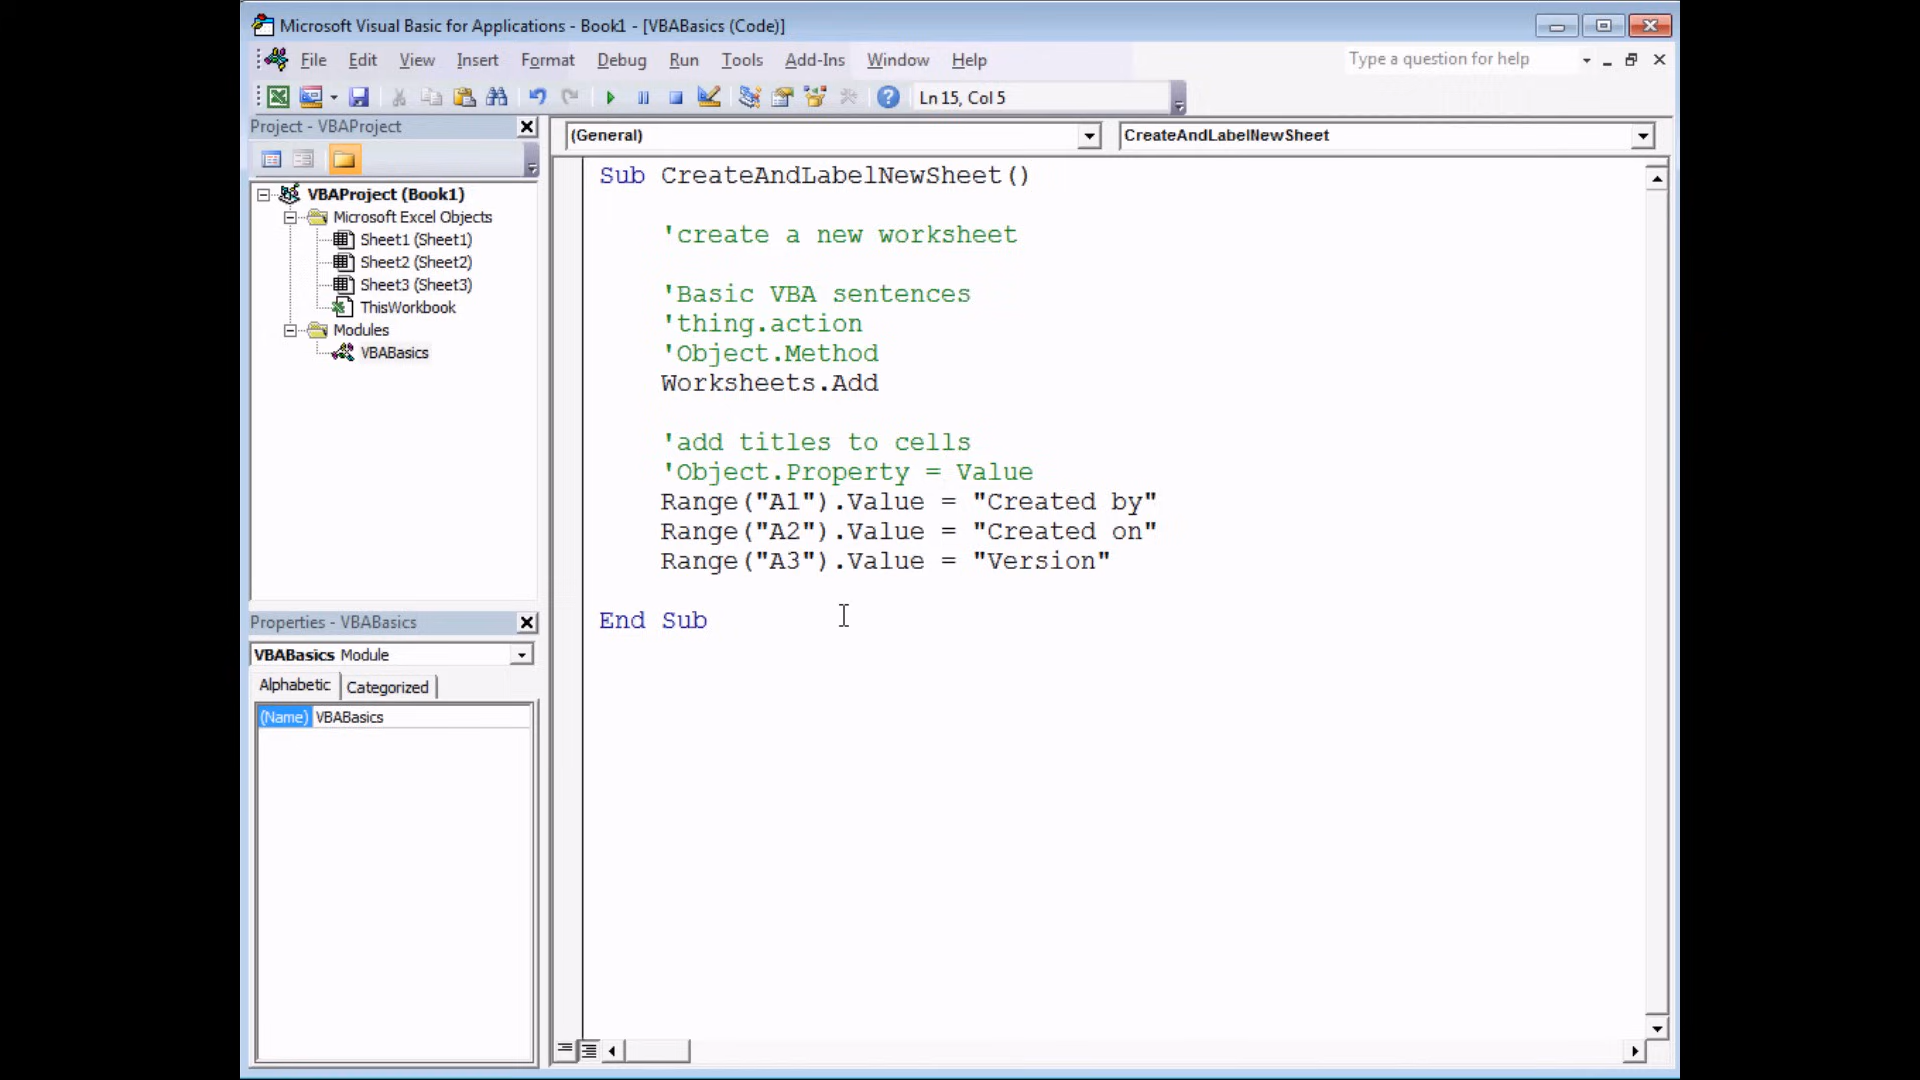 Microsoft Visual Basic for Applications - Book1 - [VBABasics (Code)]
File Edit View Insert Format Debug Run Tools Add-Ins Window Help
Type a question for help
Ln 15, Col 5
Project - VBAProject
(General)
CreateAndLabelNewSheet
VBAProject (Book1)
Microsoft Excel Objects
Sheet1 (Sheet1)
Sheet2 (Sheet2)
Sheet3 (Sheet3)
ThisWorkbook
Modules
VBABasics
Properties - VBABasics
VBABasics Module
Alphabetic Categorized
(Name) VBABasics
Sub CreateAndLabelNewSheet()
'create a new worksheet
'Basic VBA sentences
'thing.action
'Object.Method
Worksheets.Add
'add titles to cells
'Object.Property = Value
Range("A1").Value = "Created by"
Range("A2").Value = "Created on"
Range("A3").Value = "Version"
End Sub